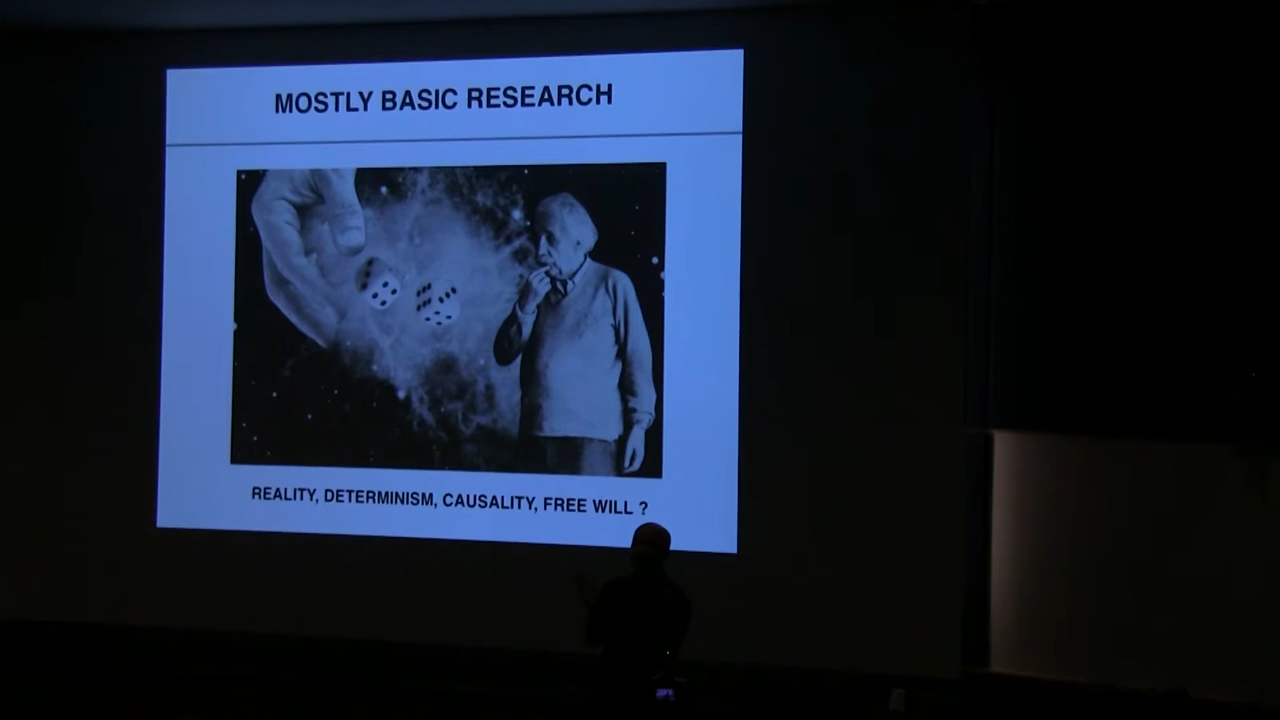 MOSTLY BASIC RESEARCH
REALITY, DETERMINISM, CAUSALITY, FREE WILL ?